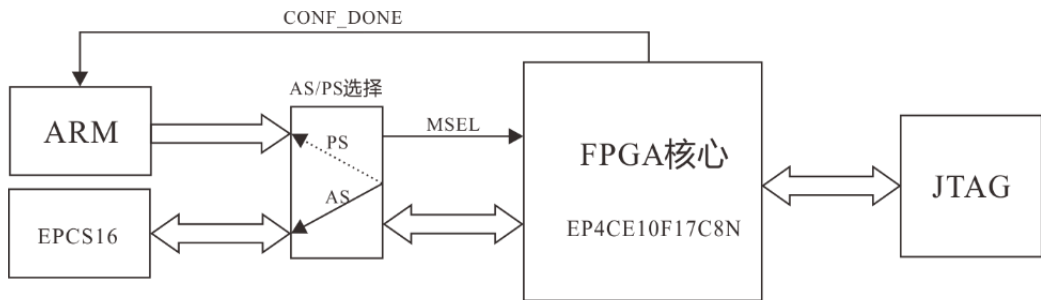 CONF_DONE
AS/PS选择
ARM
PS
MSEL
FPGA核心
AS
JTAG
EPCS16
EP4CE10F17C8N